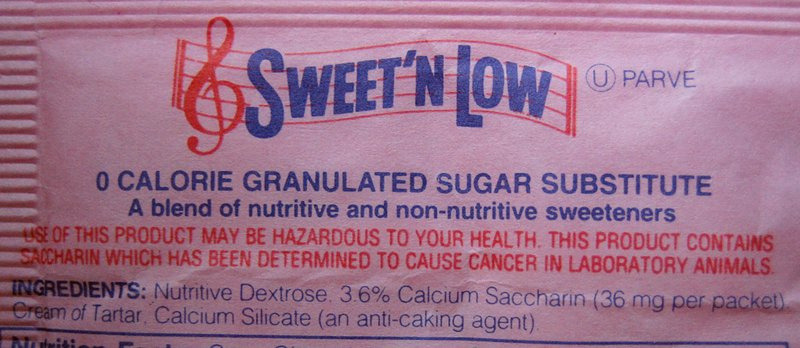 SWEET'N LOW
Ⓤ PARVE
0 CALORIE GRANULATED SUGAR SUBSTITUTE
A blend of nutritive and non-nutritive sweeteners
USE OF THIS PRODUCT MAY BE HAZARDOUS TO YOUR HEALTH. THIS PRODUCT CONTAINS
SACCHARIN WHICH HAS BEEN DETERMINED TO CAUSE CANCER IN LABORATORY ANIMALS.
INGREDIENTS: Nutritive Dextrose, 3.6% Calcium Saccharin (36 mg per packet),
Cream of Tartar, Calcium Silicate (an anti-caking agent).
Nutrition Facts